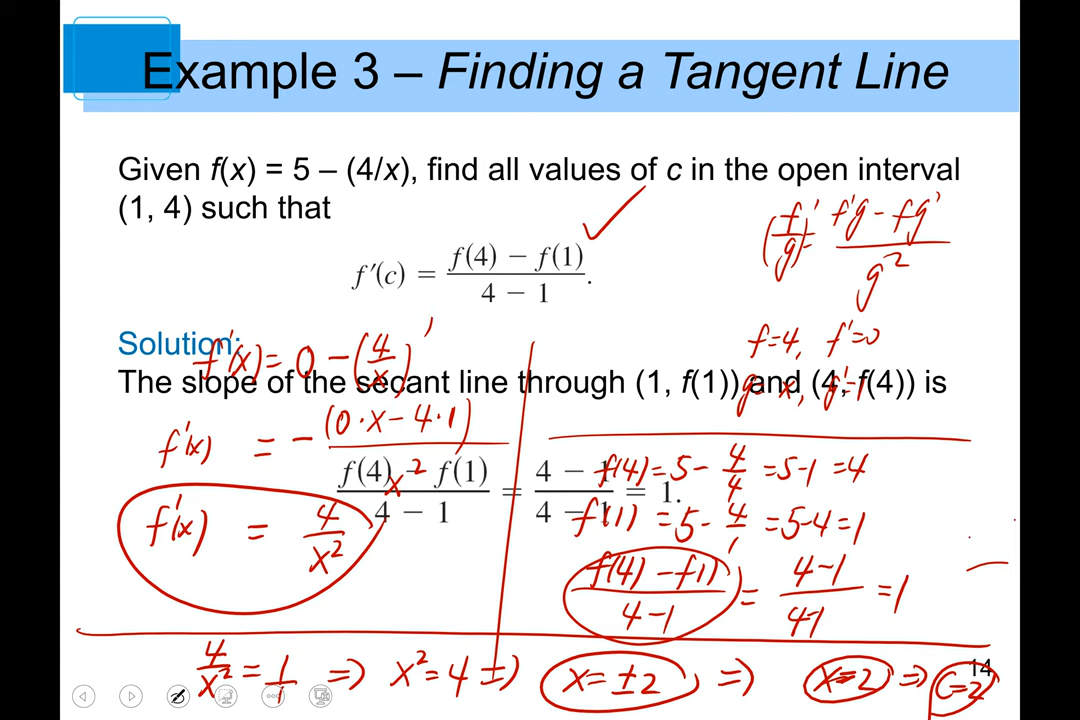 Example 3 – Finding a Tangent Line
Given f(x) = 5 – (4/x), find all values of c in the open interval
(1, 4) such that
f′(c) = (f(4) − f(1))/(4 − 1).
(f/g)′ = (f′g − fg′)/g²
f=4, f′=0
g=x, g′=1
Solution:
f′(x) = 0 − (4/x)′
The slope of the secant line through (1, f(1)) and (4, f(4)) is
f′(x) = −(0·x − 4·1)/x²
(f(4) − f(1))/(4 − 1) = (4 − 1)/(4 − 1) = 1.
f′(x) = 4/x²
f(4) = 5 − 4/4 = 5−1 = 4
f(1) = 5 − 4/1 = 5−4 = 1
(f(4) − f(1))/(4−1) = (4−1)/(4−1) = 1
4/x² = 1/1 ⇒ x² = 4 ⇒ x = ±2 ⇒ x=2 ⇒ c=2
14